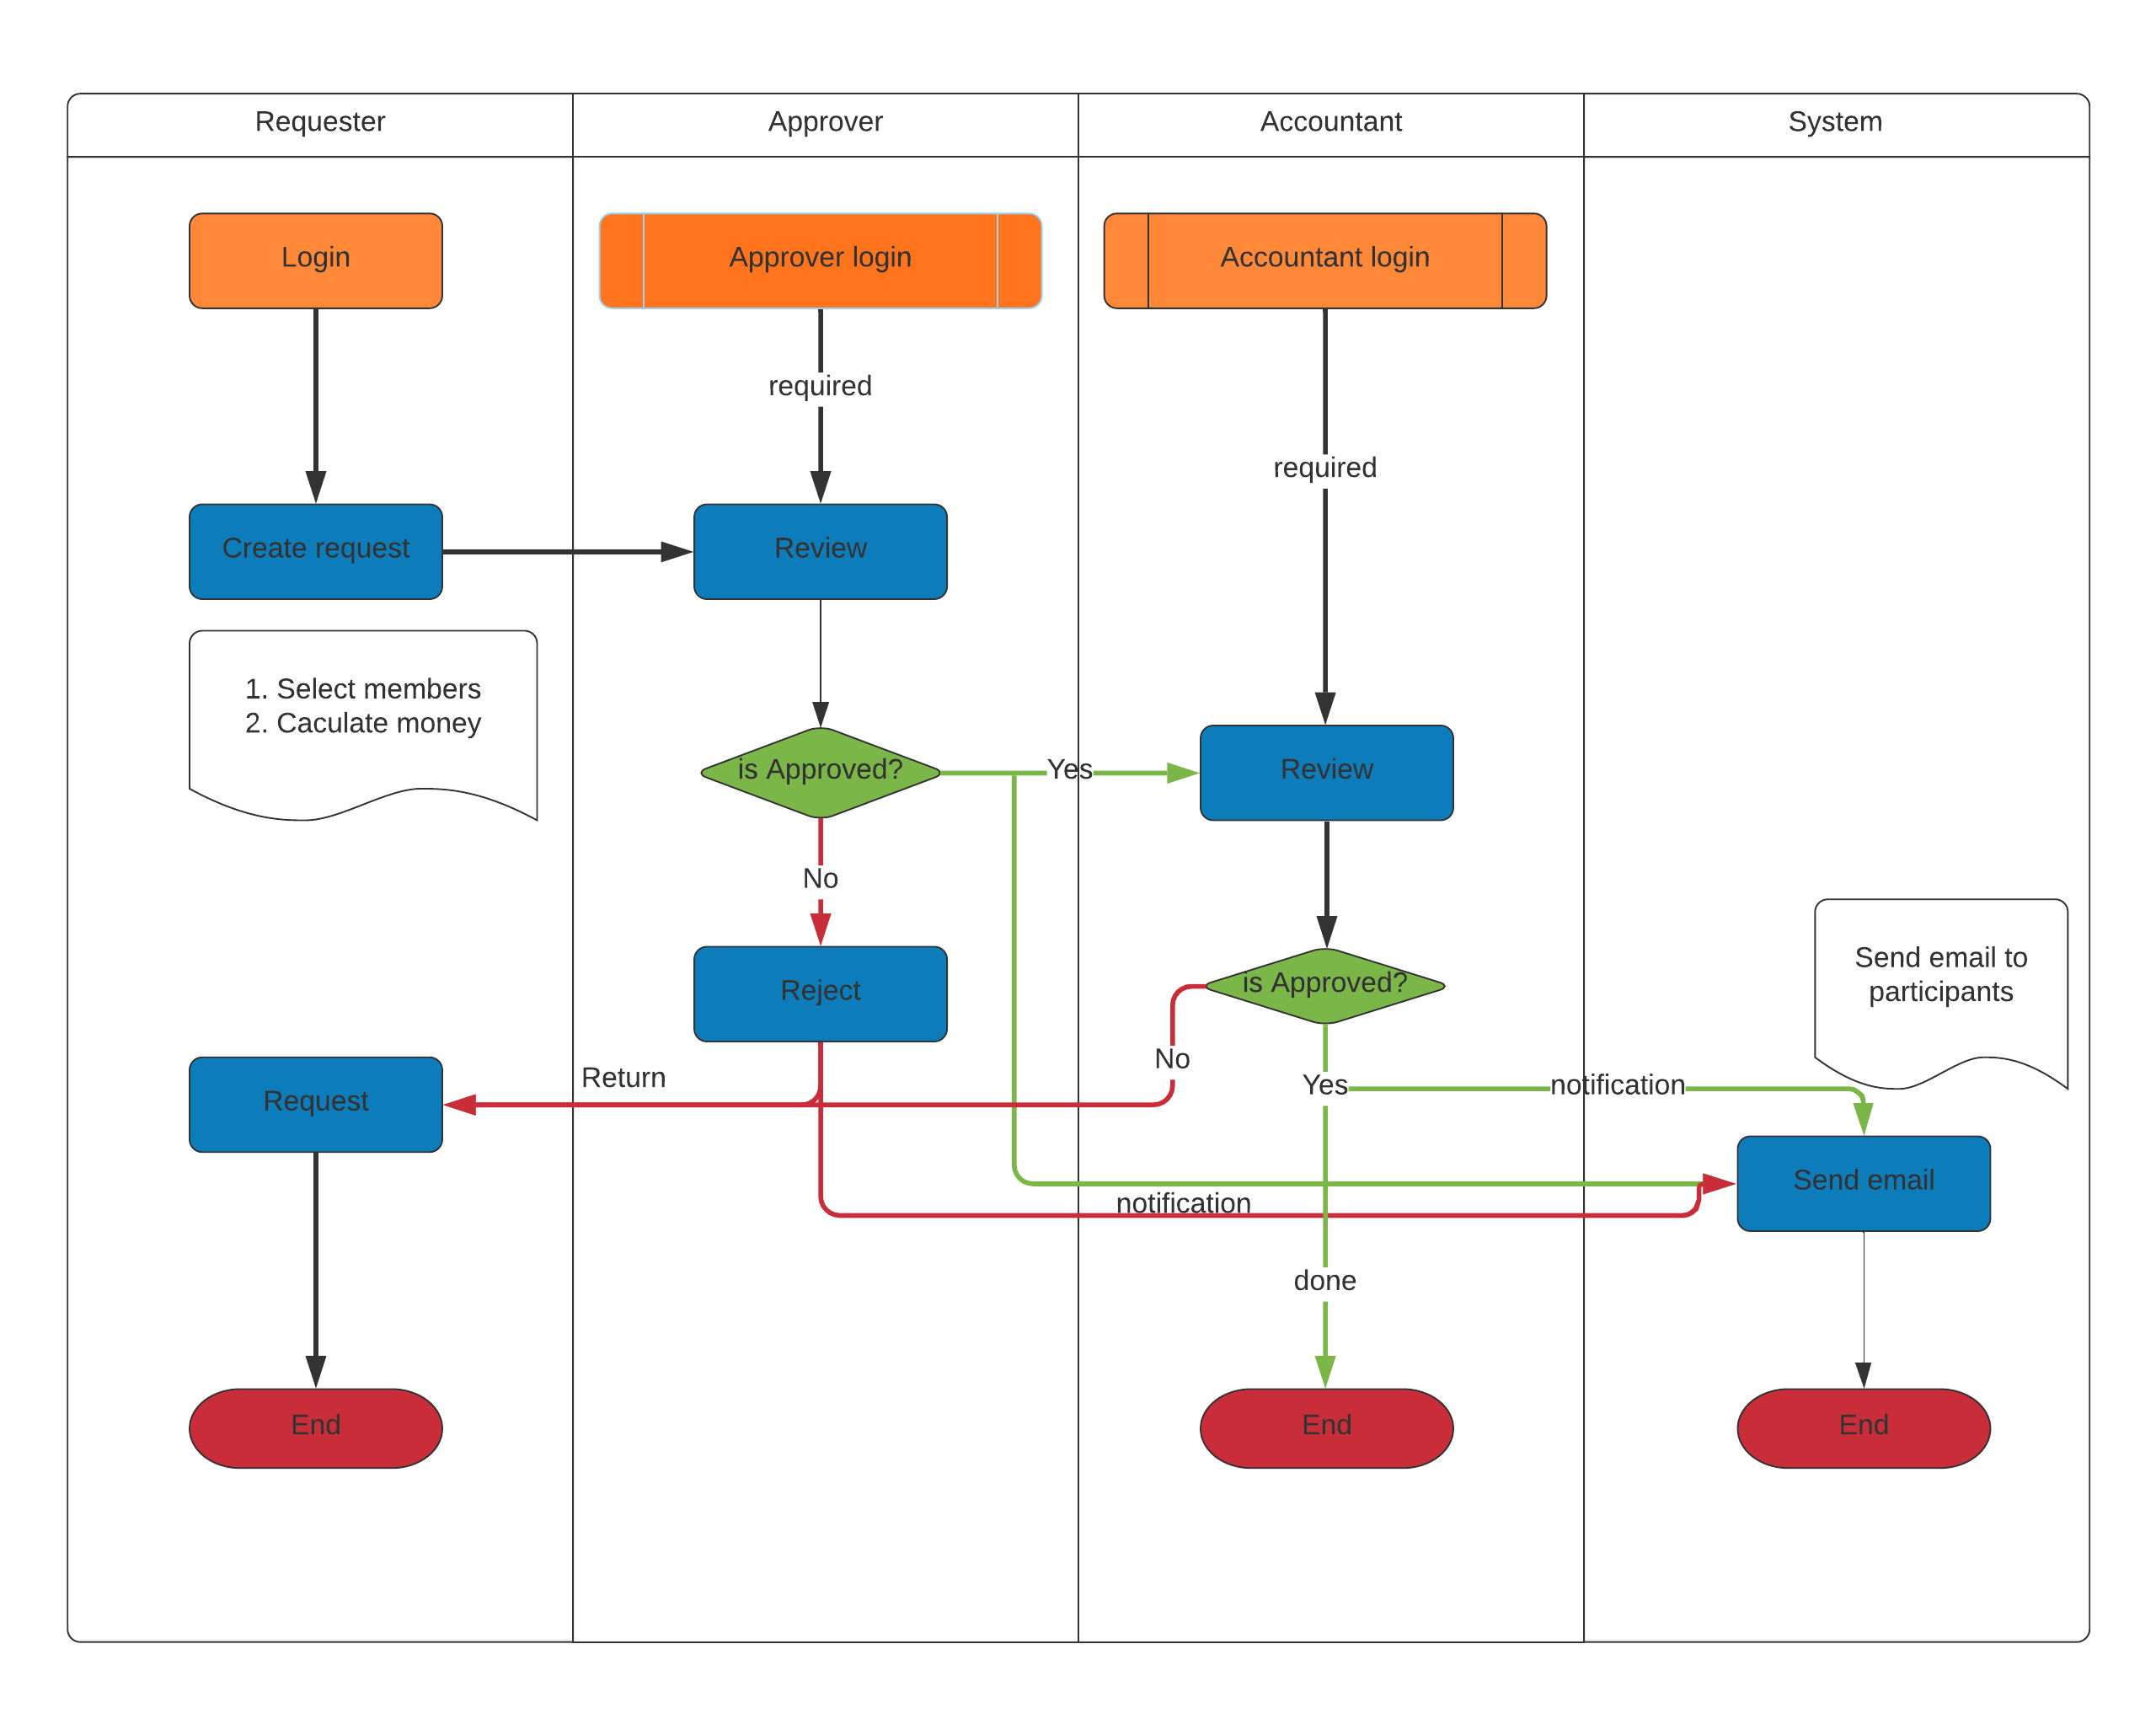 Requester
Approver
Accountant
System
Login
Approver login
Accountant login
required
required
Create request
Review
1. Select members
2. Caculate money
is Approved?
Yes
Review
No
Send email to
participants
Reject
is Approved?
No
Return
Request
Yes
notification
Send email
notification
done
End
End
End